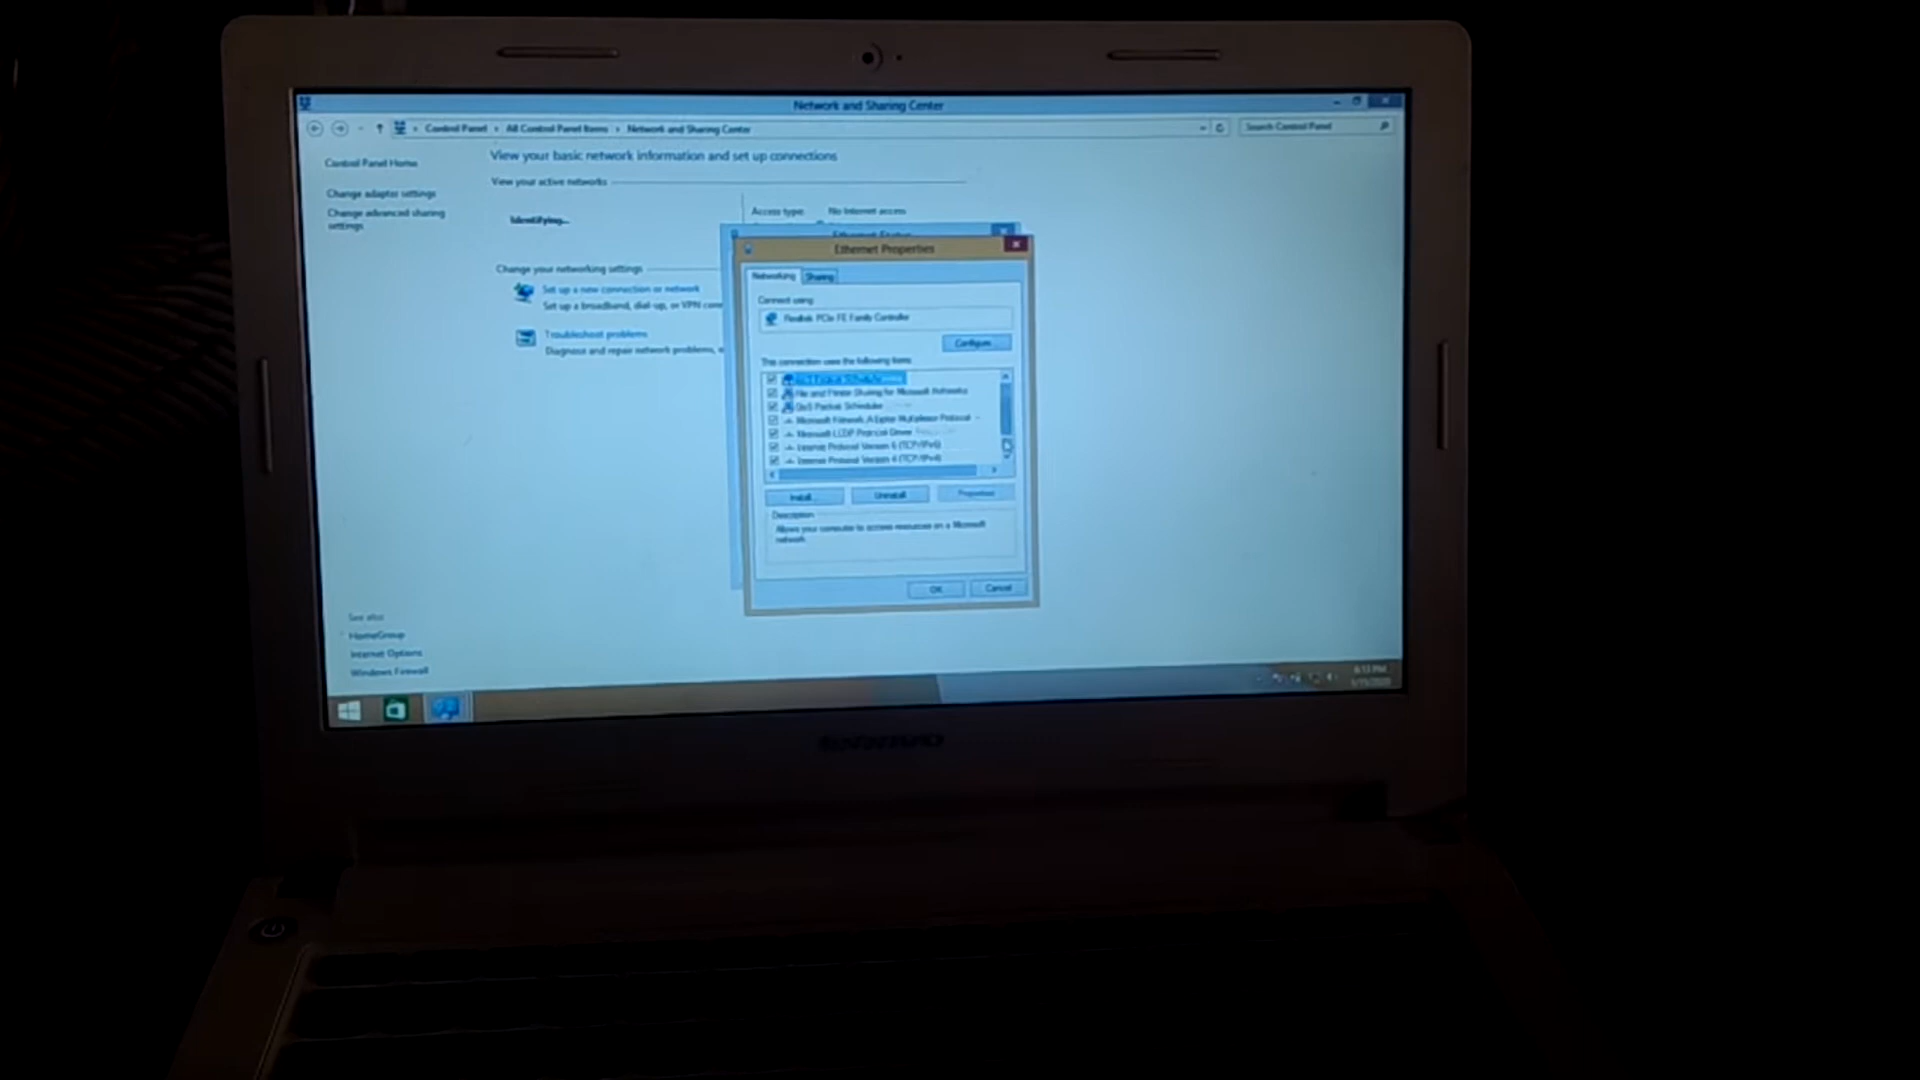 Network and Sharing Center
Control Panel › All Control Panel Items › Network and Sharing Center
Search Control Panel
Control Panel Home
Change adapter settings
Change advanced sharing settings
View your basic network information and set up connections
View your active networks
Identifying...
Access type: No Internet access
Change your networking settings
Set up a new connection or network
Set up a broadband, dial-up, or VPN
Troubleshoot problems
Diagnose and repair network problems,
Ethernet Status
Ethernet Properties
Networking Sharing
Connect using:
Realtek PCIe FE Family Controller
Configure...
This connection uses the following items:
File and Printer Sharing for Microsoft Networks
QoS Packet Scheduler
Microsoft Network Adapter Multiplexor Protocol
Microsoft LLDP Protocol Driver
Internet Protocol Version 6 (TCP/IPv6)
Internet Protocol Version 4 (TCP/IPv4)
Install... Uninstall Properties
Description
Allows your computer to access resources on a Microsoft
network.
OK Cancel
See also
HomeGroup
Internet Options
Windows Firewall
6:13 PM
lenovo